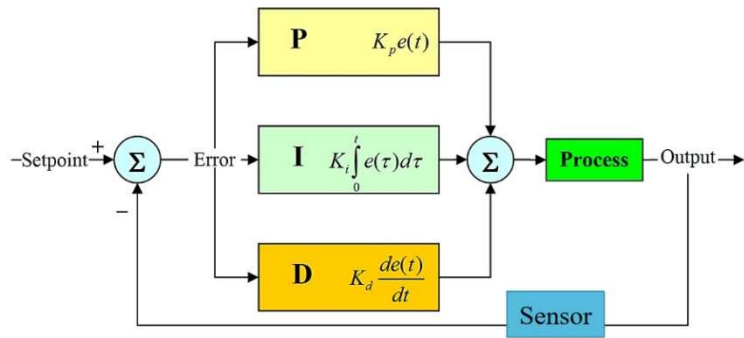 P K_p e(t)
–Setpoint + Σ Error I K_i ∫_0^t e(τ)dτ Σ Process Output
–
D K_d de(t)/dt
Sensor